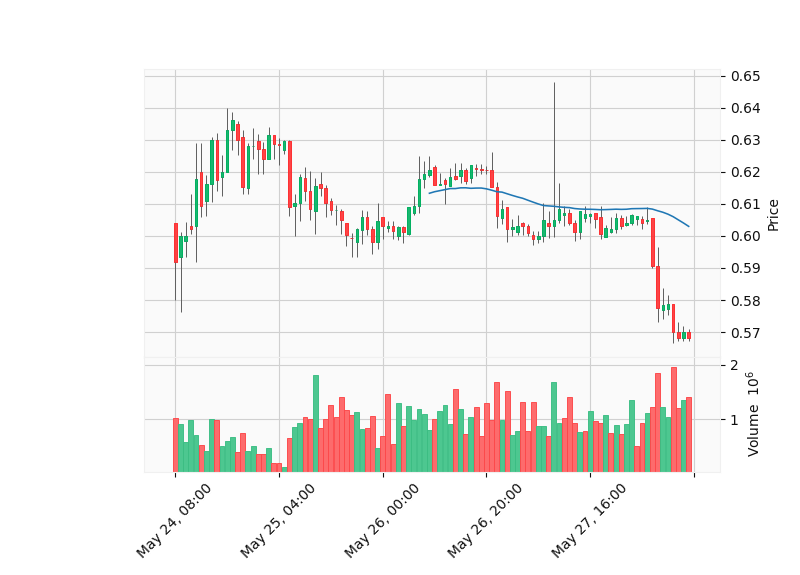 0.65
0.64
0.63
0.62
0.61
0.60
0.59
0.58
0.57
Price
2
1
Volume 10^6
May 24, 08:00
May 25, 04:00
May 26, 00:00
May 26, 20:00
May 27, 16:00